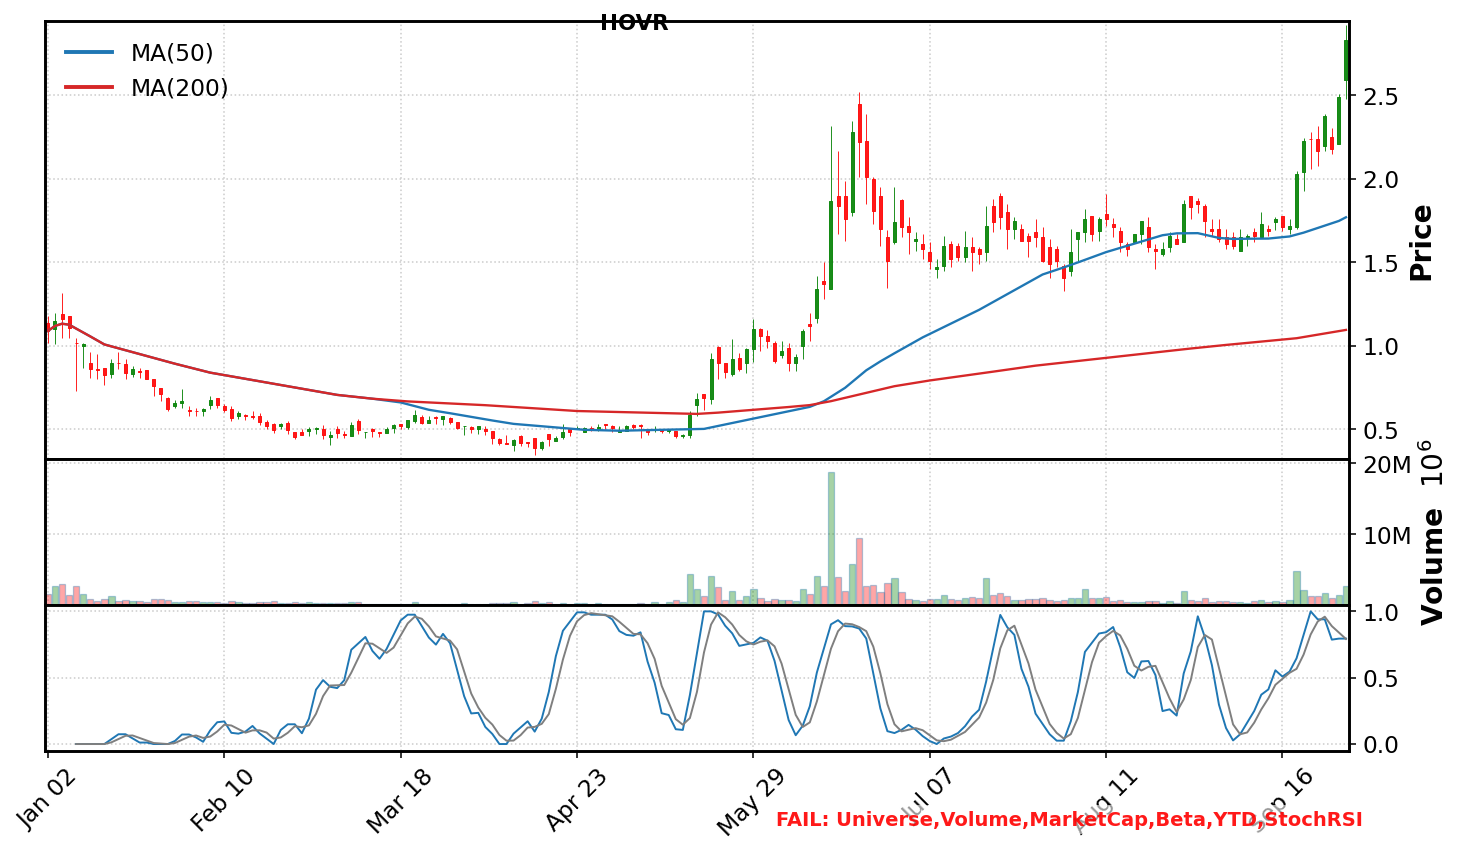 HOVR
MA(50)
MA(200)
2.5
2.0
1.5
1.0
0.5
Price
20M
10M
Volume 10^6
1.0
0.5
0.0
Jan 02
Feb 10
Mar 18
Apr 23
May 29
Jul 07
Aug 11
Sep 16
FAIL: Universe,Volume,MarketCap,Beta,YTD,StochRSI